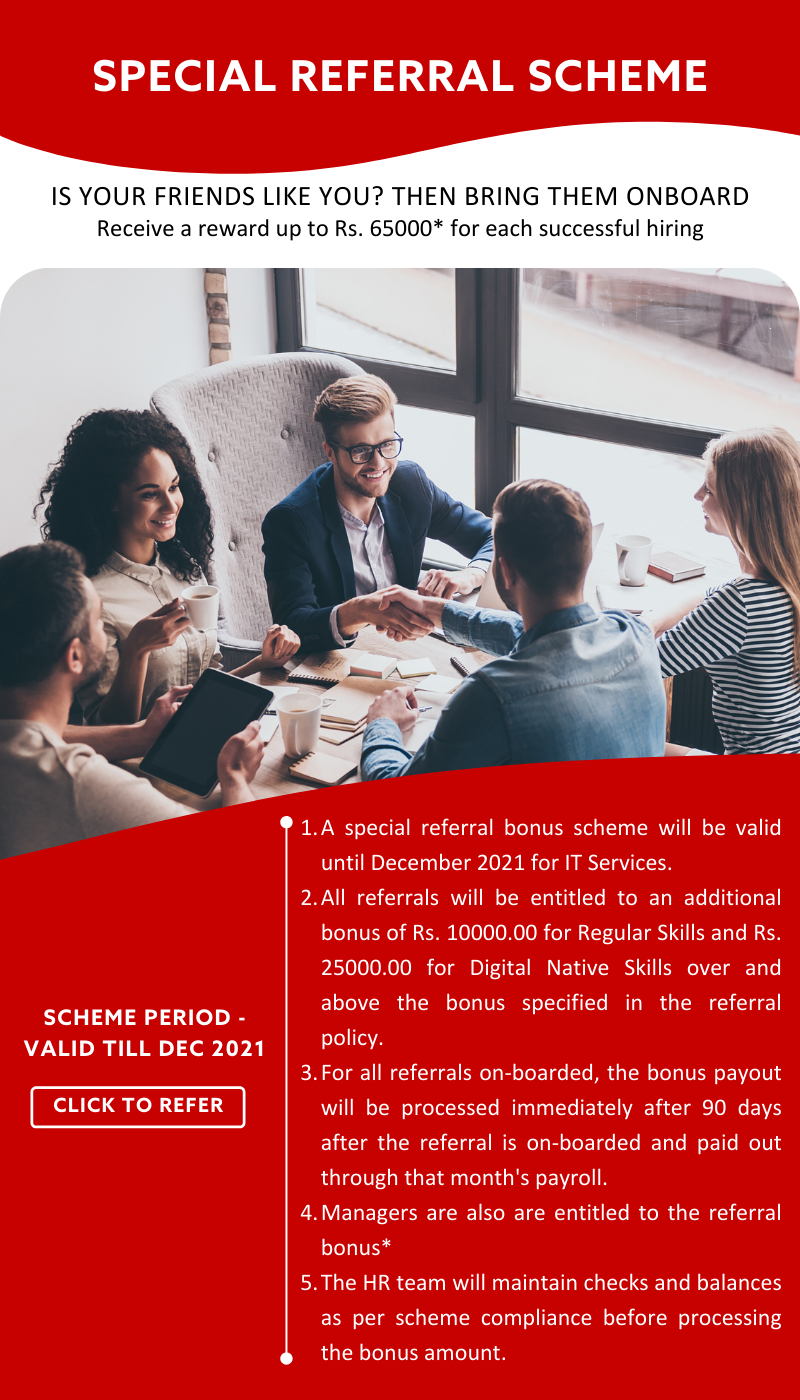 SPECIAL REFERRAL SCHEME
IS YOUR FRIENDS LIKE YOU? THEN BRING THEM ONBOARD
Receive a reward up to Rs. 65000* for each successful hiring
SCHEME PERIOD -
VALID TILL DEC 2021
CLICK TO REFER
1. A special referral bonus scheme will be valid
until December 2021 for IT Services.
2. All referrals will be entitled to an additional
bonus of Rs. 10000.00 for Regular Skills and Rs.
25000.00 for Digital Native Skills over and
above the bonus specified in the referral
policy.
3. For all referrals on-boarded, the bonus payout
will be processed immediately after 90 days
after the referral is on-boarded and paid out
through that month's payroll.
4. Managers are also are entitled to the referral
bonus*
5. The HR team will maintain checks and balances
as per scheme compliance before processing
the bonus amount.